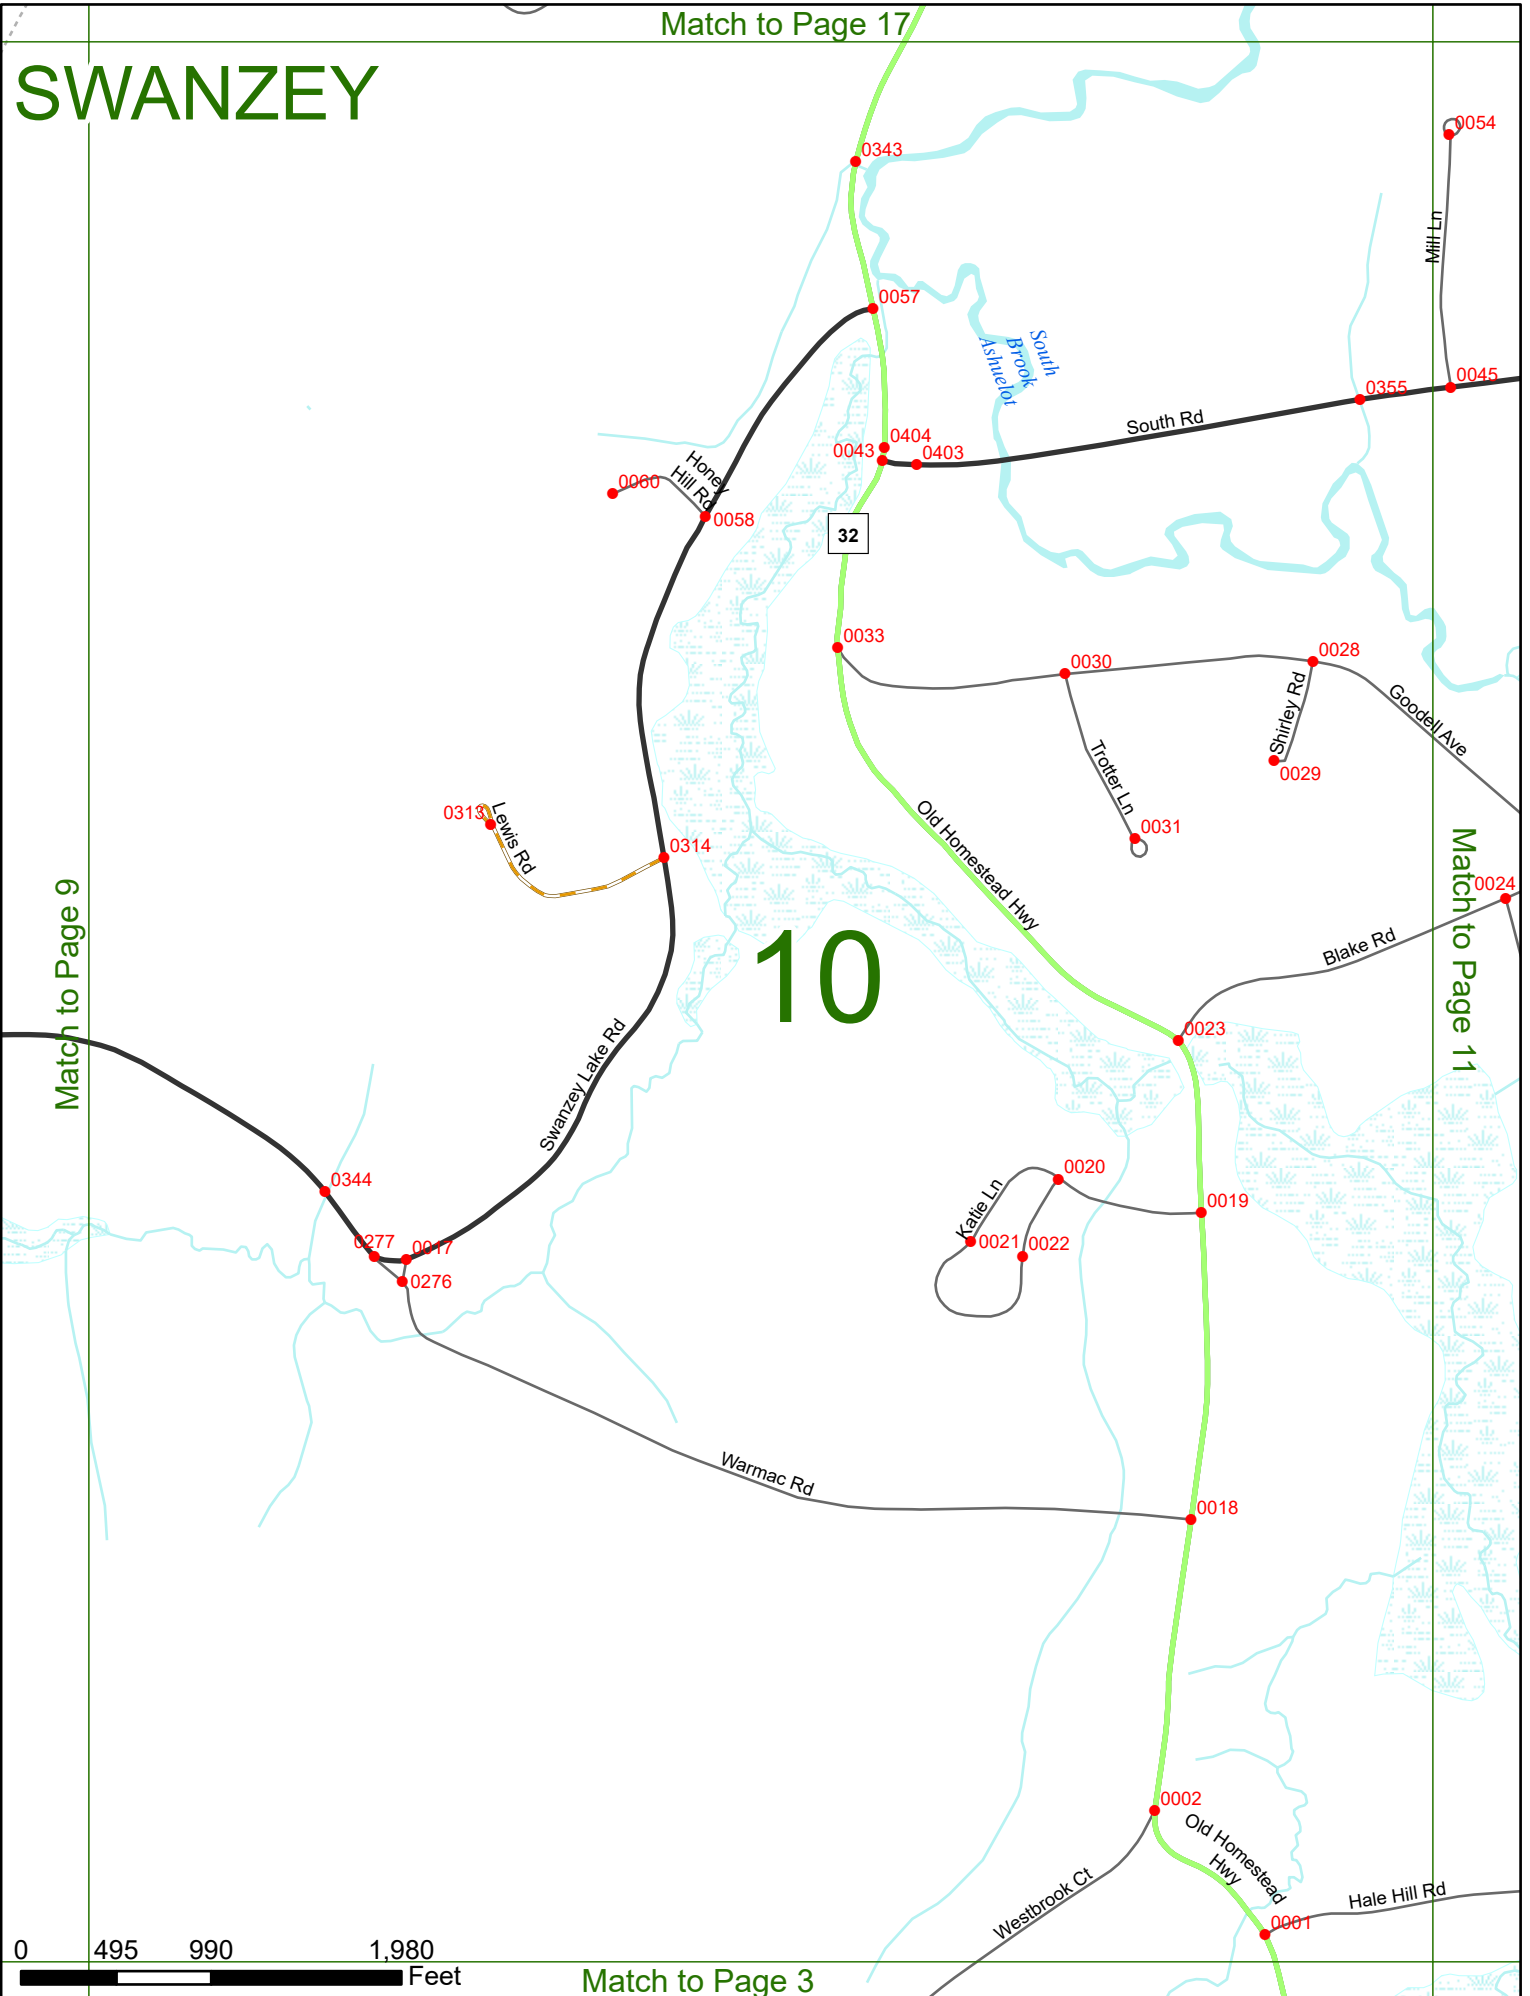 Match to Page 17
SWANZEY
0054
0343
Mill Ln
0057
South
Brook
Ashuelot
0355
0045
South Rd
0404
0043
0403
Honey
Hill Rd
0060
0058
32
0033
0030
0028
Shirley Rd
Goodell Ave
0029
Trotter Ln
0031
0313
Lewis Rd
0314
Old Homestead Hwy
Match to Page 9
Match to Page 11
0024
10
Blake Rd
0023
Swanzey Lake Rd
0344
0020
Katie Ln
0019
0277
0017
0021
0022
0276
Warmac Rd
0018
0002
Old Homestead
Hwy
Westbrook Ct
Hale Hill Rd
0001
0 495 990 1,980
Feet
Match to Page 3